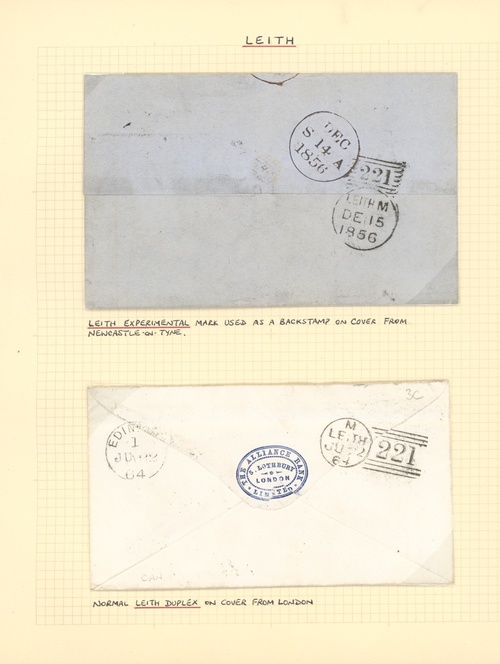 LEITH
DEC
S 14 A
1856
221
LEITH M
DE 15
1856
LEITH EXPERIMENTAL MARK USED AS A BACKSTAMP ON COVER FROM
NEWCASTLE-ON-TYNE.
3C
EDIN
1
JU 22
64
THE ALLIANCE BANK
LOTHBURY
LONDON
LIMITED
M
LEITH
JU 22
64
221
CAN
NORMAL LEITH DUPLEX ON COVER FROM LONDON